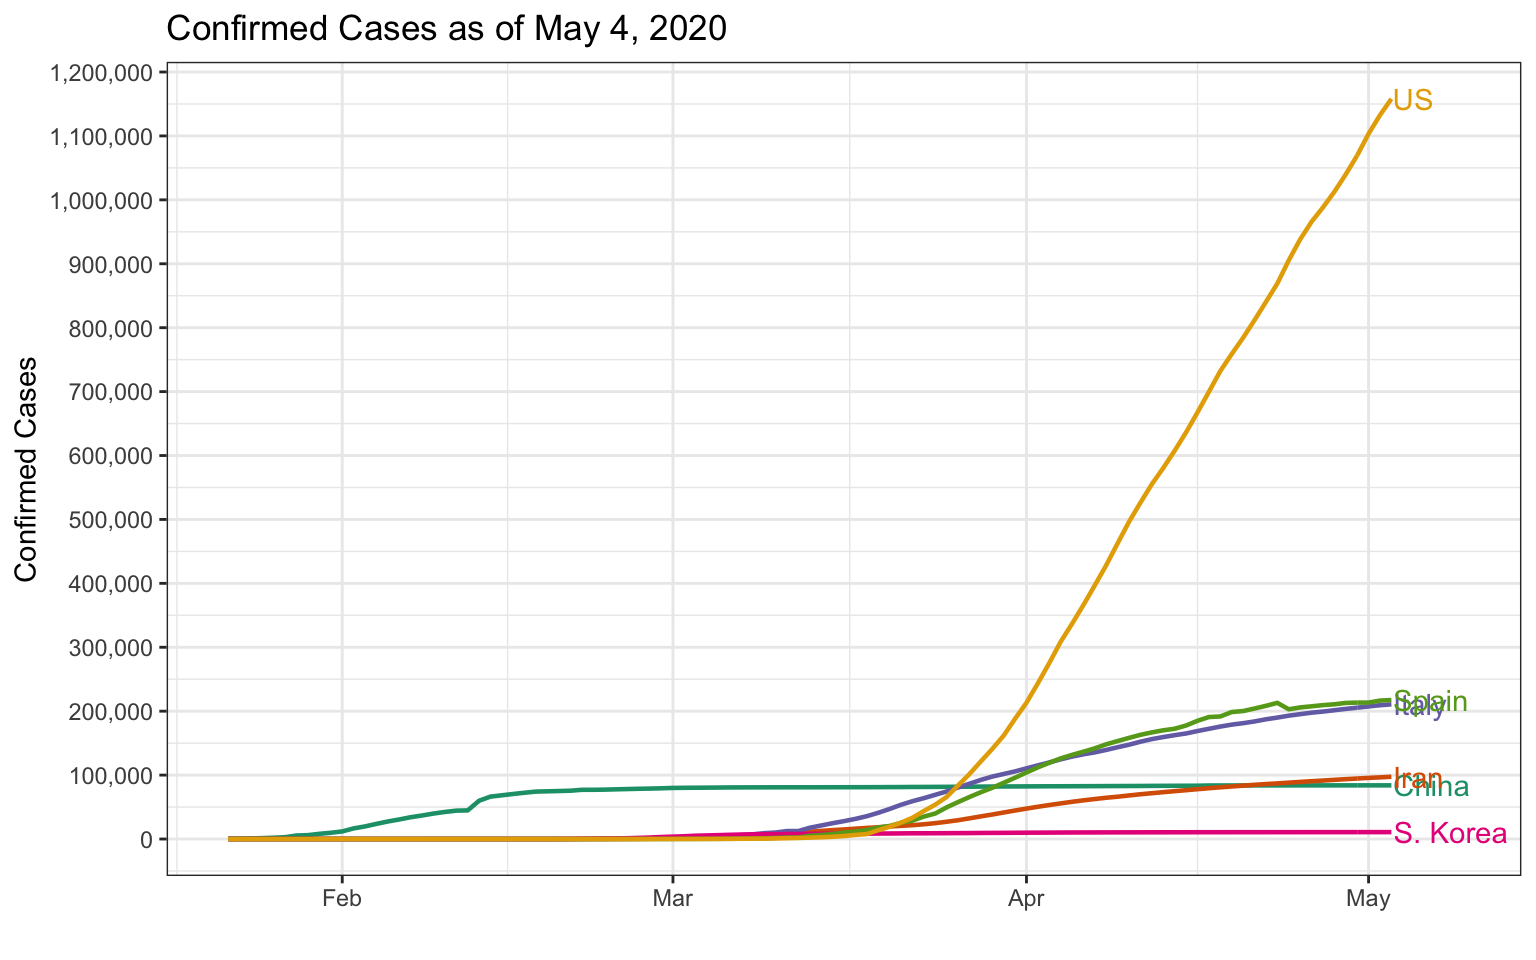 Confirmed Cases as of May 4, 2020
Confirmed Cases
1,200,000
1,100,000
1,000,000
900,000
800,000
700,000
600,000
500,000
400,000
300,000
200,000
100,000
0
Feb
Mar
Apr
May
US
Spain
Italy
Iran
China
S. Korea